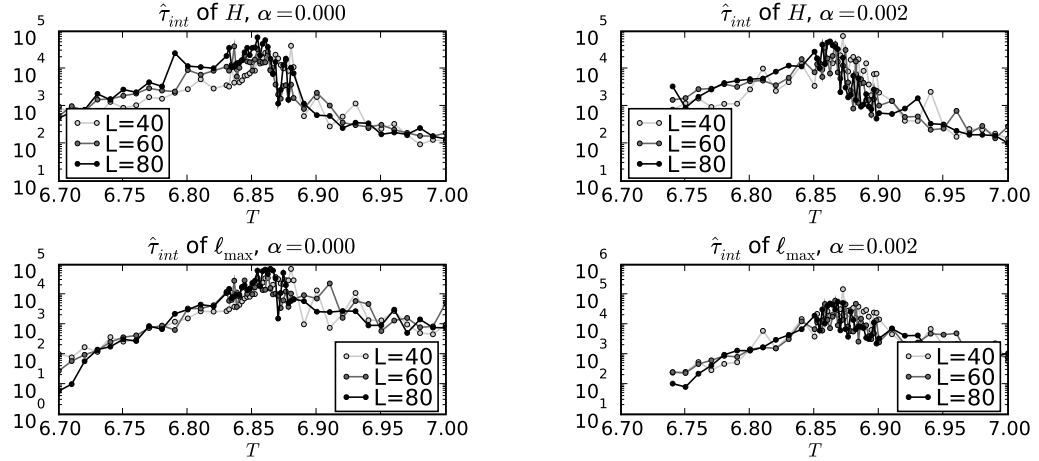 τ̂_int of H, α=0.000
10^5
10^4
10^3
10^2
10^1
L=40
L=60
L=80
6.70 6.75 6.80 6.85 6.90 6.95 7.00
T
τ̂_int of H, α=0.002
10^5
10^4
10^3
10^2
10^1
L=40
L=60
L=80
6.70 6.75 6.80 6.85 6.90 6.95 7.00
T
τ̂_int of ℓ_max, α=0.000
10^5
10^4
10^3
10^2
10^1
10^0
L=40
L=60
L=80
6.70 6.75 6.80 6.85 6.90 6.95 7.00
T
τ̂_int of ℓ_max, α=0.002
10^6
10^5
10^4
10^3
10^2
10^1
10^0
L=40
L=60
L=80
6.70 6.75 6.80 6.85 6.90 6.95 7.00
T